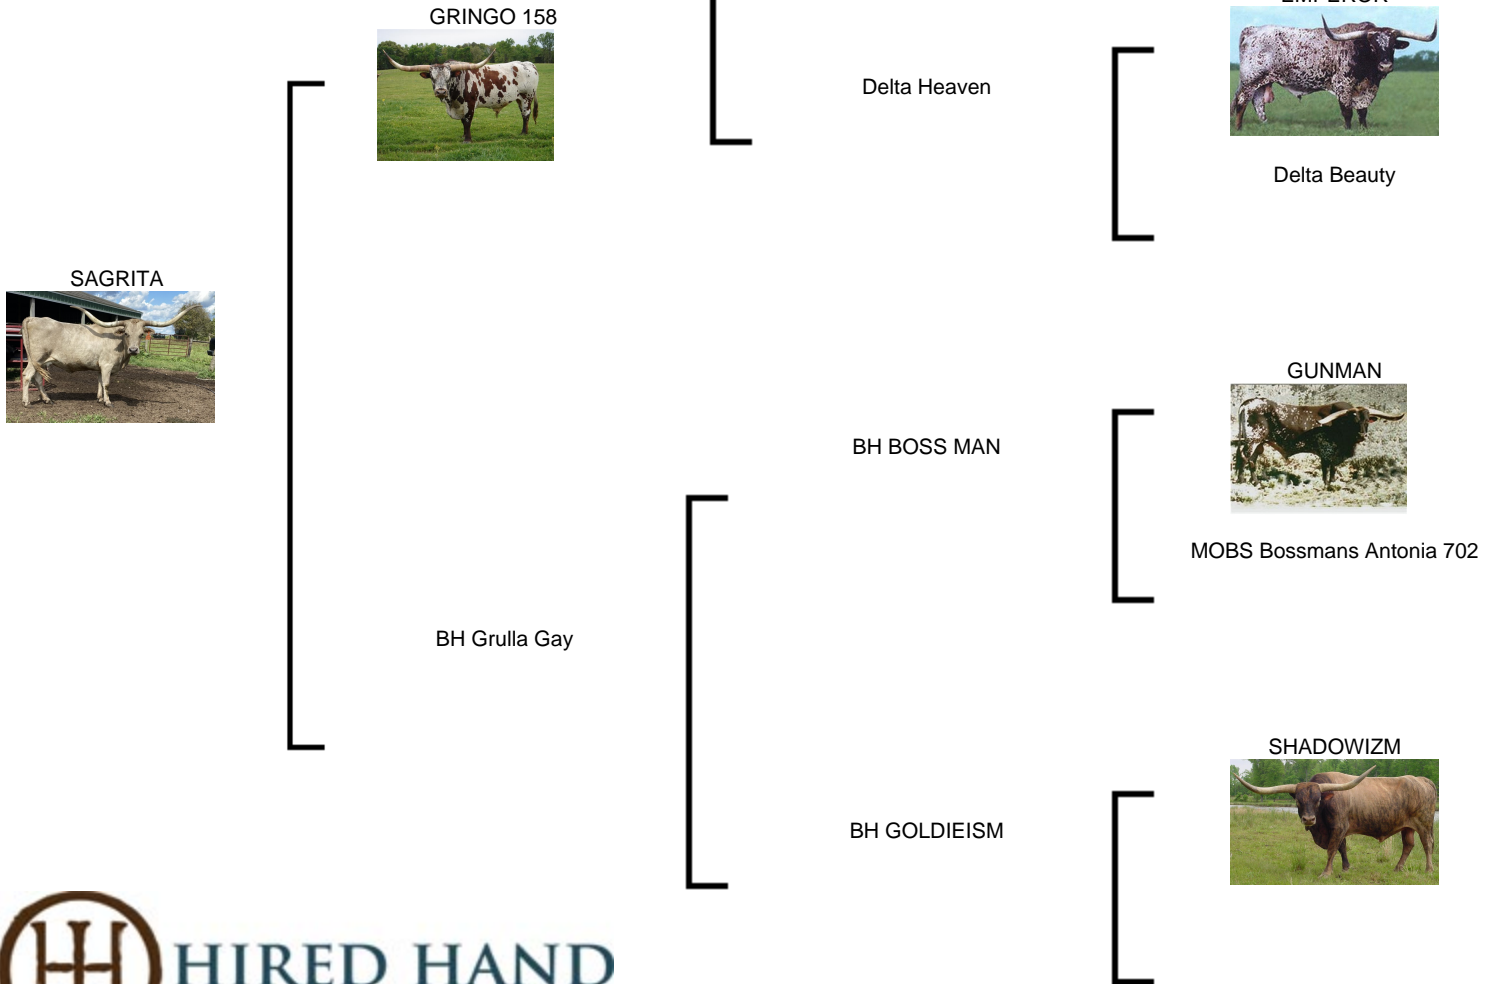 GRINGO 158
Delta Heaven
Delta Beauty
SAGRITA
GUNMAN
BH BOSS MAN
MOBS Bossmans Antonia 702
BH Grulla Gay
SHADOWIZM
BH GOLDIEISM
HIRED HAND